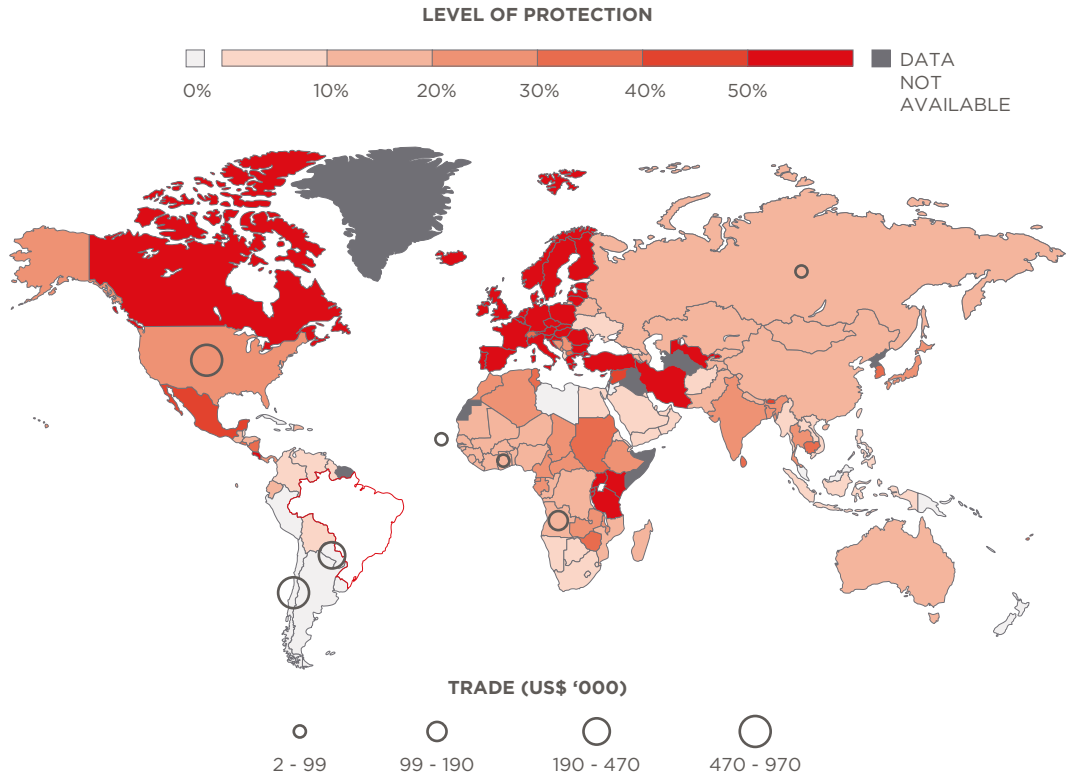 LEVEL OF PROTECTION
0% 10% 20% 30% 40% 50% DATA
NOT
AVAILABLE
TRADE (US$ ‘000)
2 - 99 99 - 190 190 - 470 470 - 970